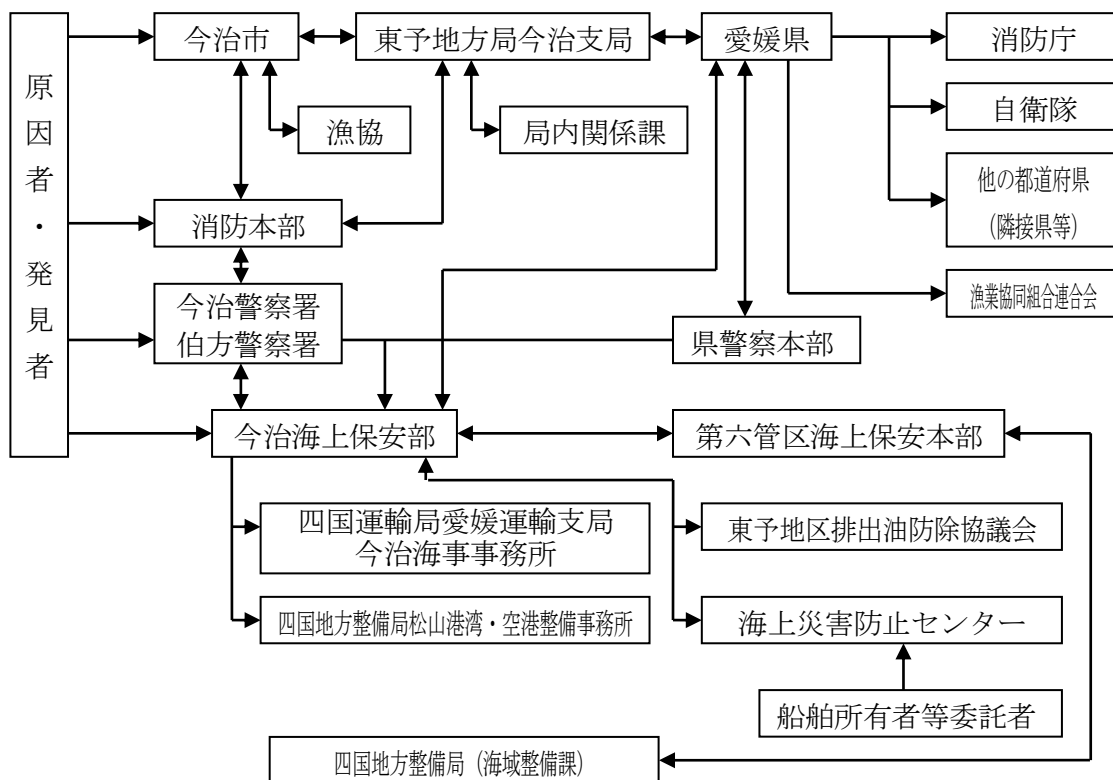 原因者・発見者
今治市
東予地方局今治支局
愛媛県
消防庁
漁協
局内関係課
自衛隊
他の都道府県
(隣接県等)
消防本部
漁業協同組合連合会
今治警察署
伯方警察署
県警察本部
今治海上保安部
第六管区海上保安本部
四国運輸局愛媛運輸支局
今治海事事務所
東予地区排出油防除協議会
四国地方整備局松山港湾・空港整備事務所
海上災害防止センター
船舶所有者等委託者
四国地方整備局(海域整備課)